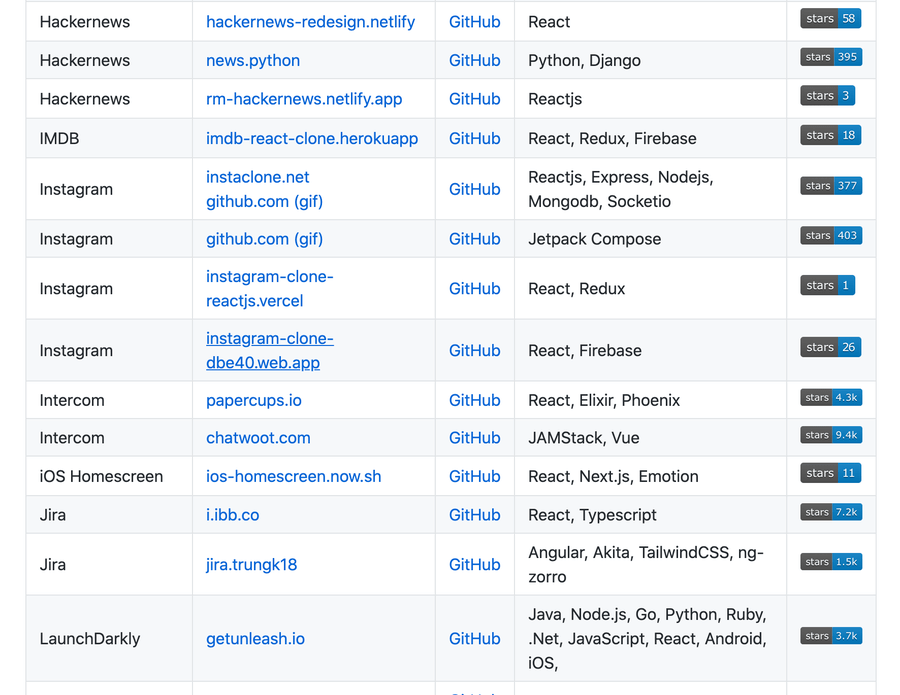 Hackernews hackernews-redesign.netlify GitHub React stars 58
Hackernews news.python GitHub Python, Django stars 395
Hackernews rm-hackernews.netlify.app GitHub Reactjs stars 3
IMDB imdb-react-clone.herokuapp GitHub React, Redux, Firebase stars 18
Instagram instaclone.net
github.com (gif) GitHub Reactjs, Express, Nodejs,
Mongodb, Socketio stars 377
Instagram github.com (gif) GitHub Jetpack Compose stars 403
Instagram instagram-clone-
reactjs.vercel GitHub React, Redux stars 1
Instagram instagram-clone-
dbe40.web.app GitHub React, Firebase stars 26
Intercom papercups.io GitHub React, Elixir, Phoenix stars 4.3k
Intercom chatwoot.com GitHub JAMStack, Vue stars 9.4k
iOS Homescreen ios-homescreen.now.sh GitHub React, Next.js, Emotion stars 11
Jira i.ibb.co GitHub React, Typescript stars 7.2k
Jira jira.trungk18 GitHub Angular, Akita, TailwindCSS, ng-
zorro stars 1.5k
LaunchDarkly getunleash.io GitHub Java, Node.js, Go, Python, Ruby,
.Net, JavaScript, React, Android,
iOS, stars 3.7k